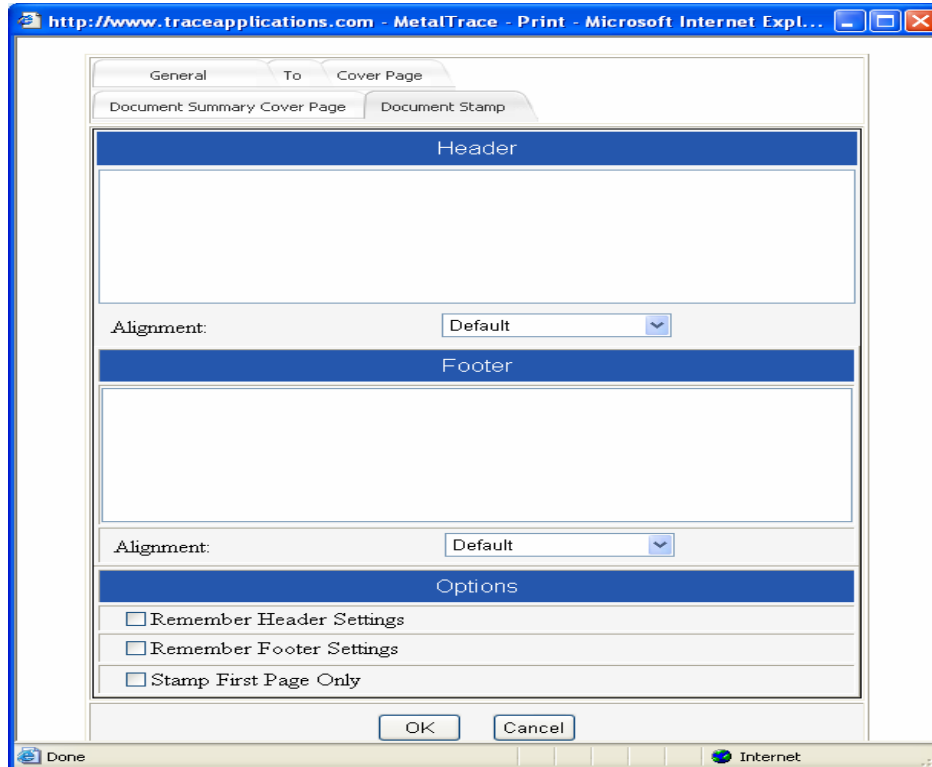 http://www.traceapplications.com - MetalTrace - Print - Microsoft Internet Expl...
General To Cover Page
Document Summary Cover Page Document Stamp
Header
Alignment: Default
Footer
Alignment: Default
Options
Remember Header Settings
Remember Footer Settings
Stamp First Page Only
OK Cancel
Done Internet